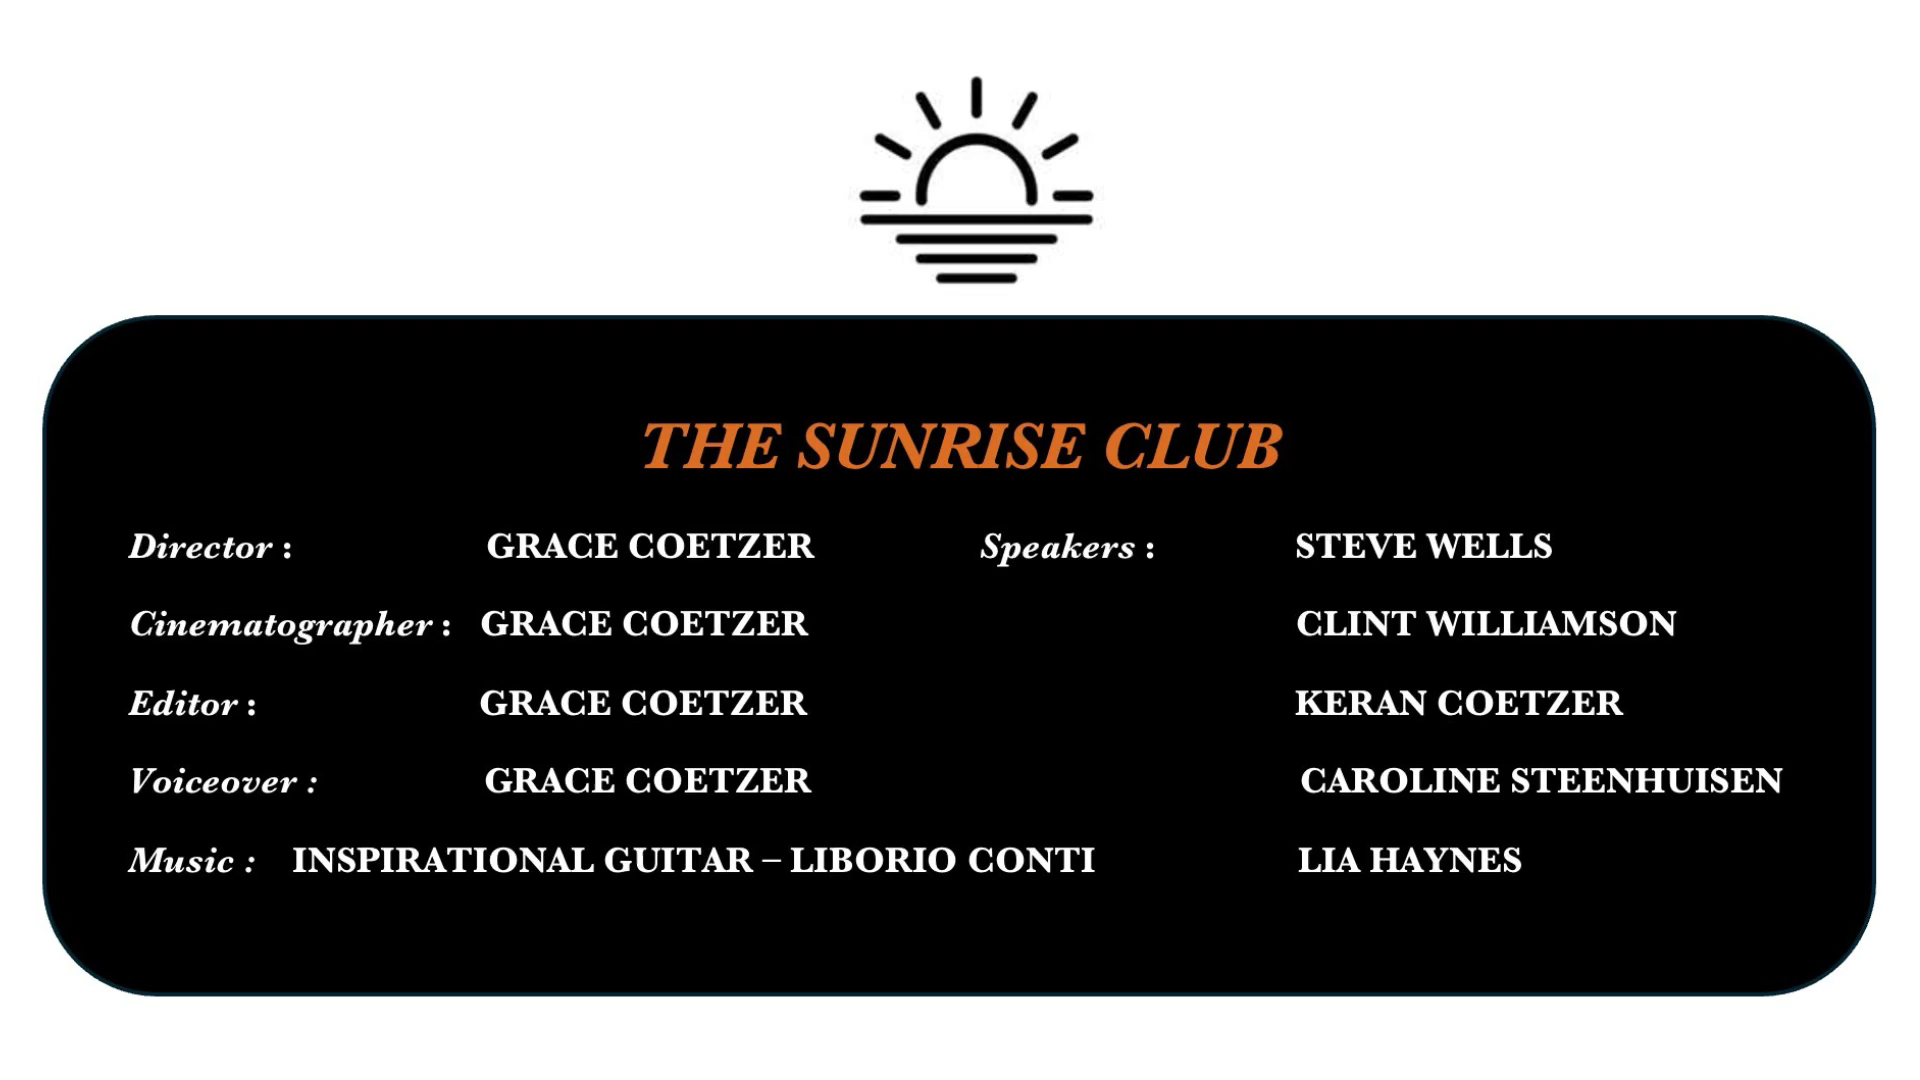 THE SUNRISE CLUB
Director : GRACE COETZER Speakers : STEVE WELLS
Cinematographer : GRACE COETZER CLINT WILLIAMSON
Editor : GRACE COETZER KERAN COETZER
Voiceover : GRACE COETZER CAROLINE STEENHUISEN
Music : INSPIRATIONAL GUITAR – LIBORIO CONTI LIA HAYNES